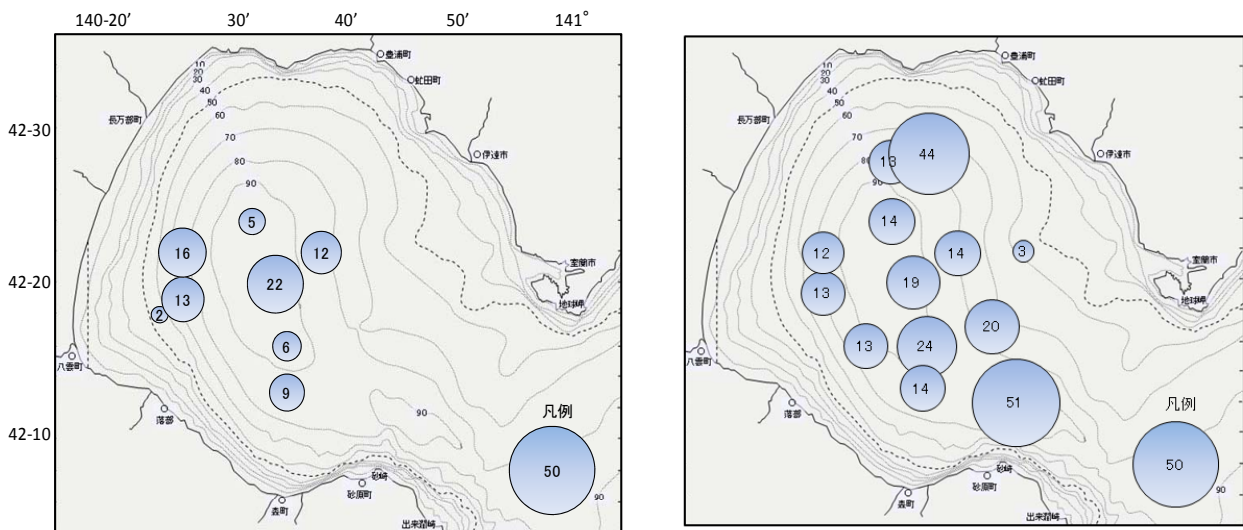 140-20′ 30′ 40′ 50′ 141°
42-30
42-20
42-10
豊浦町
虻田町
長万部町
伊達市
室蘭市
地球岬
八雲町
落部
森町
砂原町
砂崎
出来澗崎
10
20
30
40
50
60
70
80
90
5
16
12
22
13
2
6
9
90
凡例
50
90
豊浦町
虻田町
長万部町
伊達市
室蘭市
地球岬
八雲町
落部
森町
砂原町
砂崎
出来澗崎
10
20
30
40
50
60
70
80
90
13
44
14
12
14
3
19
13
20
13
24
14
51
90
凡例
50
90